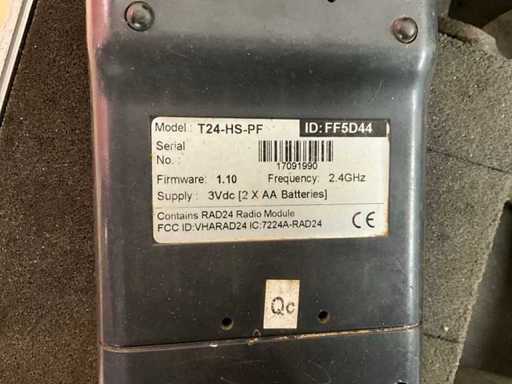 Model : T24-HS-PF ID: FF5D44
Serial
No. : 17091990
Firmware: 1.10 Frequency: 2.4GHz
Supply : 3Vdc [2 X AA Batteries]
Contains RAD24 Radio Module
FCC ID:VHARAD24 IC:7224A-RAD24 CE
Qc